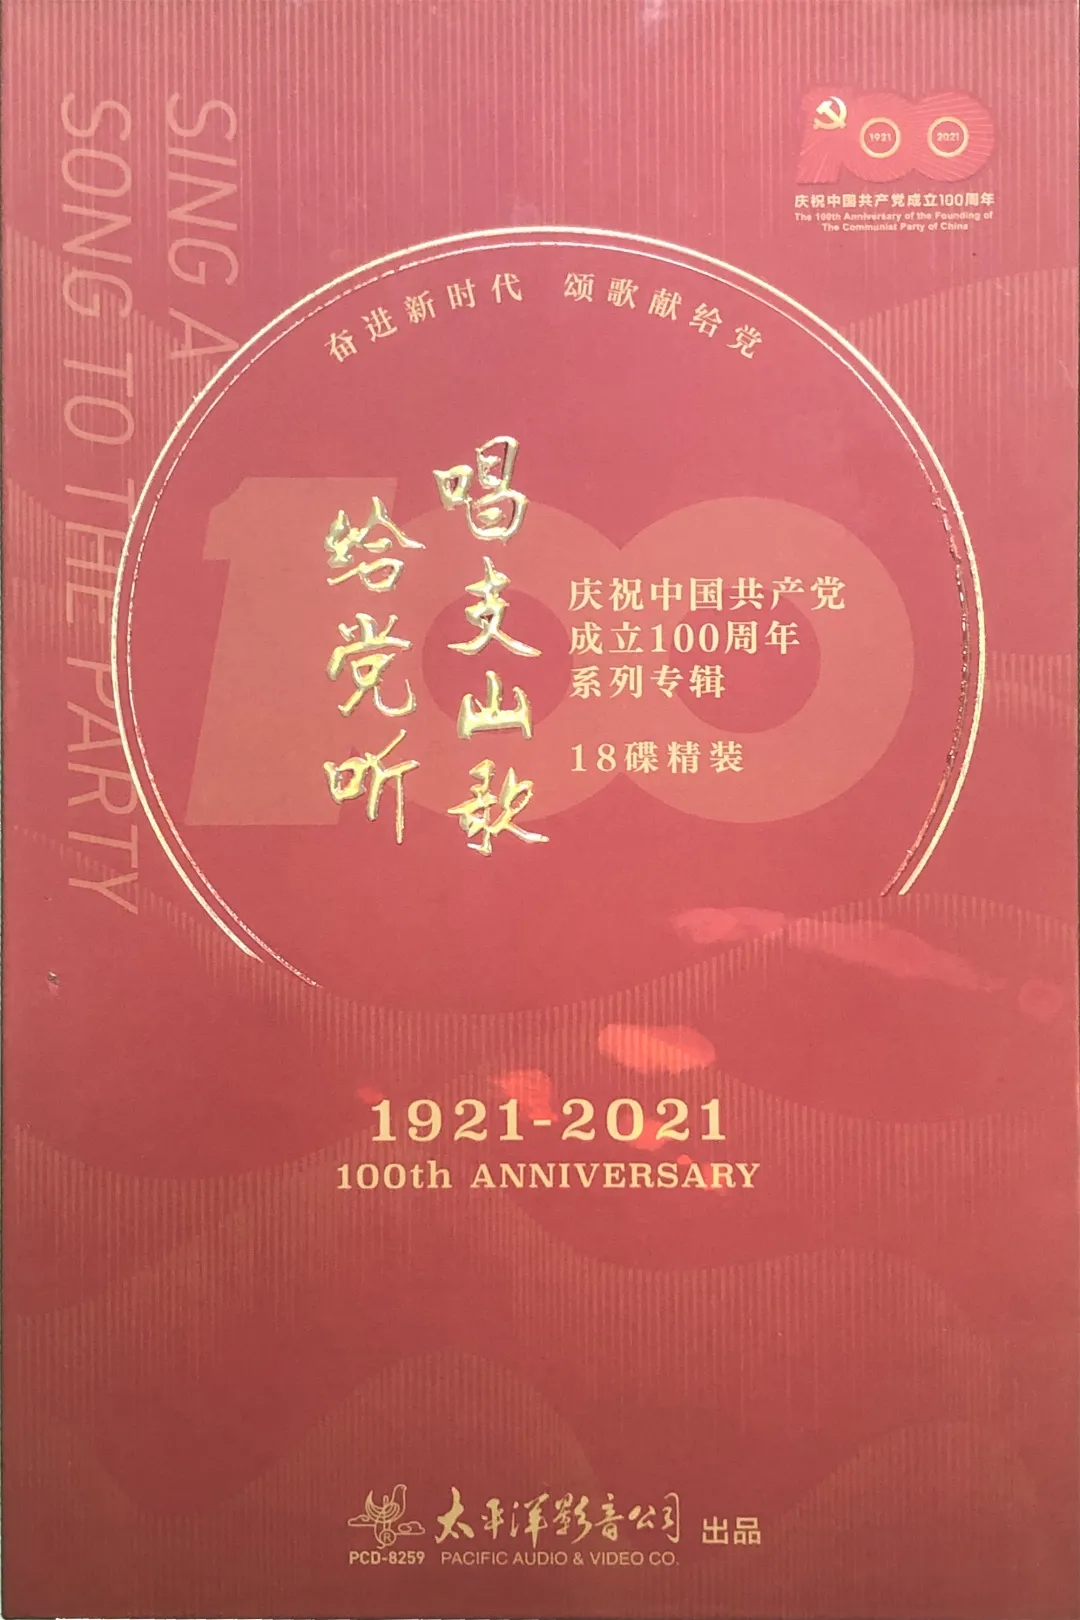 SING A
SONG TO THE PARTY
1921 2021
庆祝中国共产党成立100周年
The 100th Anniversary of the Founding of
The Communist Party of China
奋进新时代 颂歌献给党
唱支山歌
给党听
100
庆祝中国共产党
成立100周年
系列专辑
18碟精装
1921-2021
100th ANNIVERSARY
太平洋影音公司 出品
PCD-8259 PACIFIC AUDIO & VIDEO CO.